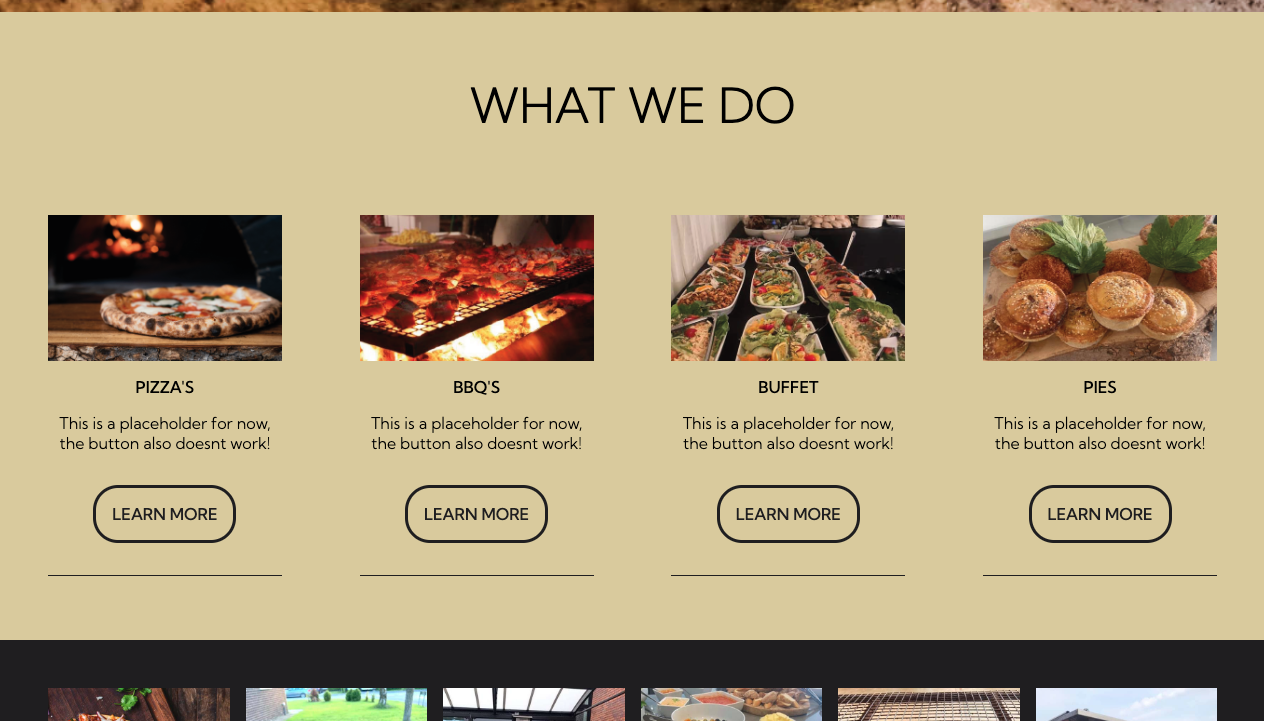 WHAT WE DO
PIZZA'S
This is a placeholder for now,
the button also doesnt work!
LEARN MORE
BBQ'S
This is a placeholder for now,
the button also doesnt work!
LEARN MORE
BUFFET
This is a placeholder for now,
the button also doesnt work!
LEARN MORE
PIES
This is a placeholder for now,
the button also doesnt work!
LEARN MORE